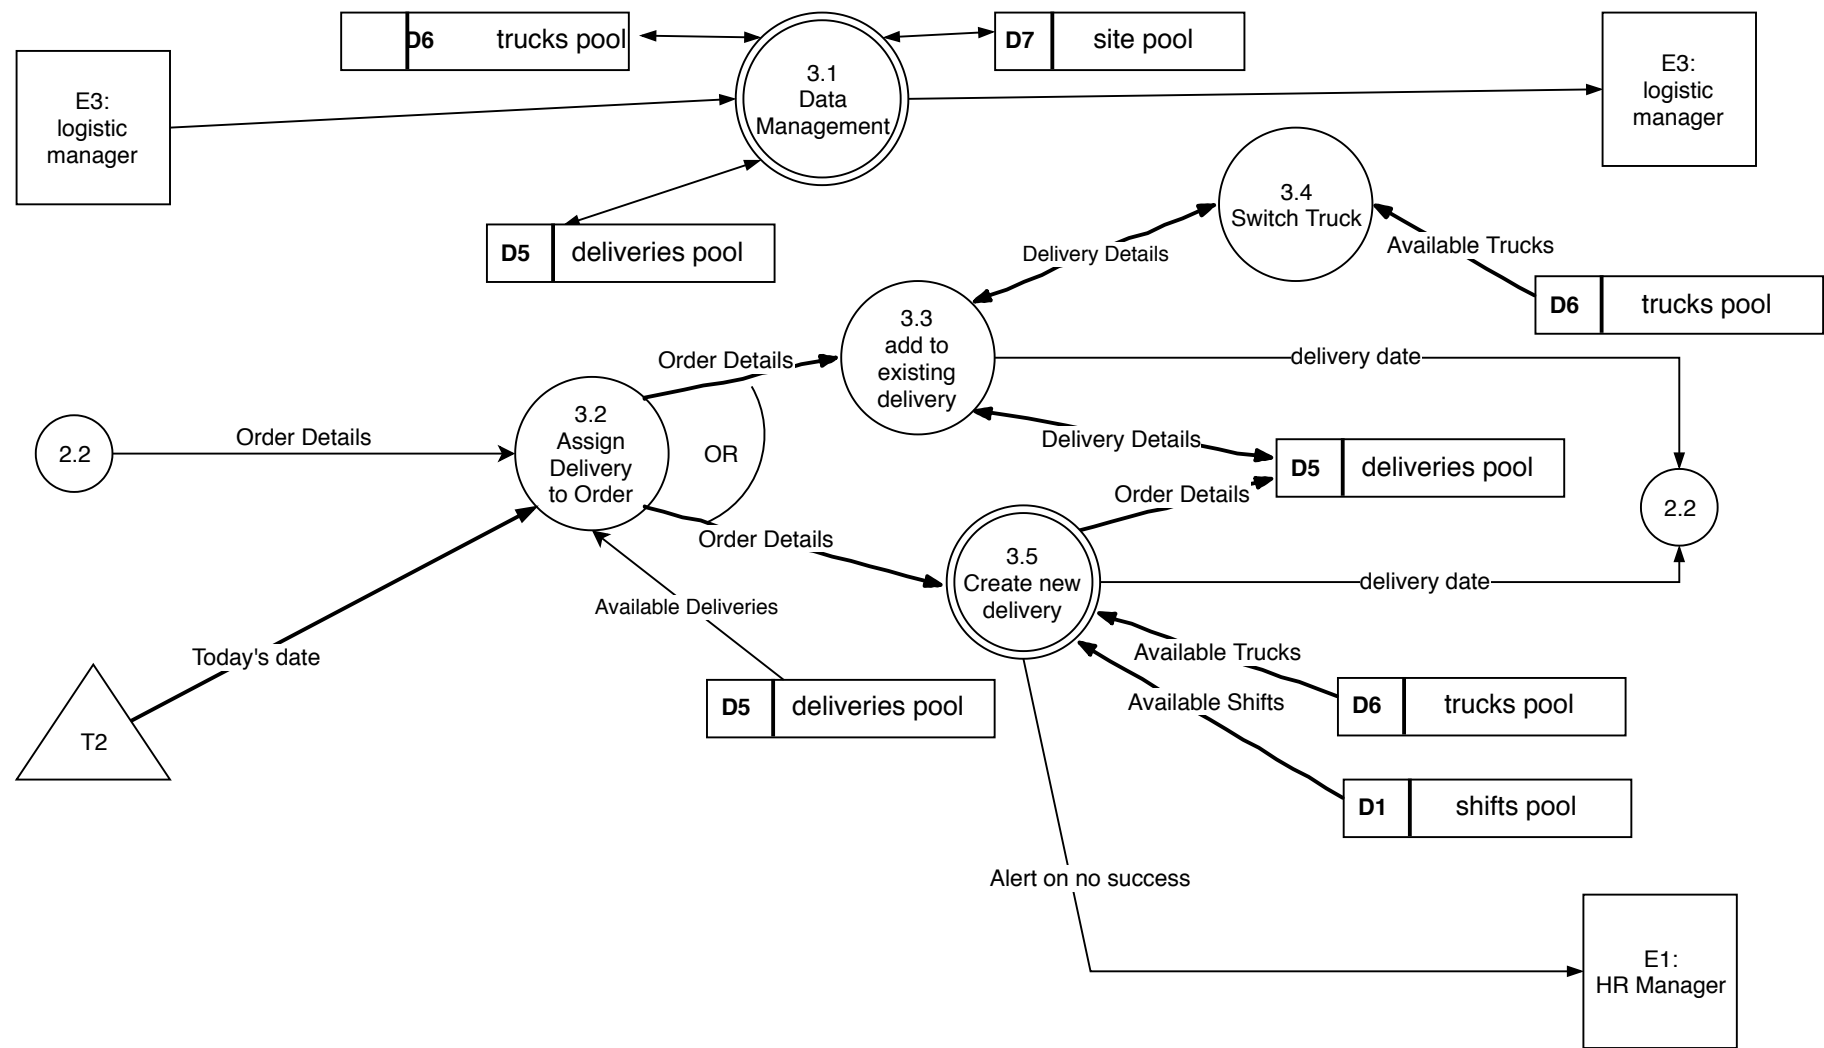 D6 trucks pool
D7 site pool
E3:
logistic
manager
3.1
Data
Management
E3:
logistic
manager
D5 deliveries pool
3.4
Switch Truck
Delivery Details
Available Trucks
D6 trucks pool
3.3
add to
existing
delivery
Order Details
delivery date
2.2
Order Details
3.2
Assign
Delivery
to Order
OR
Delivery Details
D5 deliveries pool
Order Details
2.2
Order Details
3.5
Create new
delivery
delivery date
Available Deliveries
Today's date
T2
D5 deliveries pool
Available Trucks
D6 trucks pool
Available Shifts
D1 shifts pool
Alert on no success
E1:
HR Manager